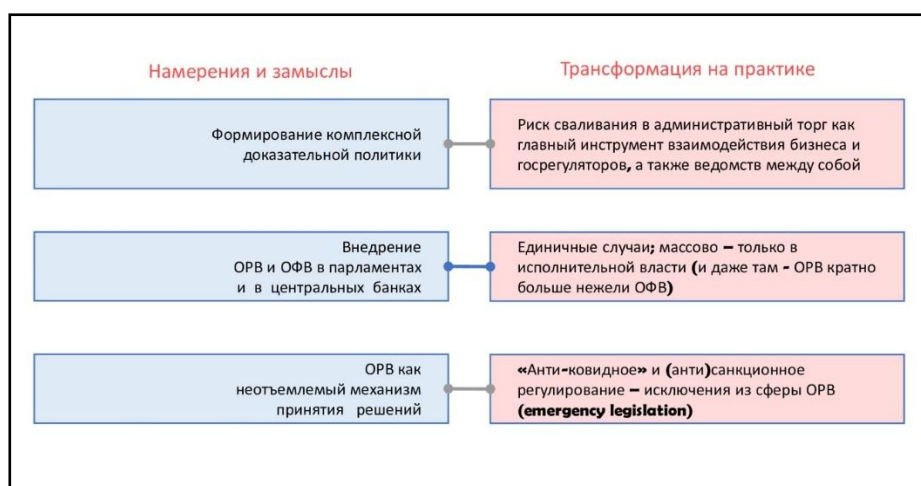 Намерения и замыслы
Трансформация на практике
Формирование комплексной
доказательной политики
Риск сваливания в административный торг как
главный инструмент взаимодействия бизнеса и
госрегуляторов, а также ведомств между собой
Внедрение
ОРВ и ОФВ в парламентах
и в центральных банках
Единичные случаи; массово – только в
исполнительной власти (и даже там - ОРВ кратно
больше нежели ОФВ)
ОРВ как
неотъемлемый механизм
принятия решений
«Анти-ковидное» и (анти)санкционное
регулирование – исключения из сферы ОРВ
(emergency legislation)